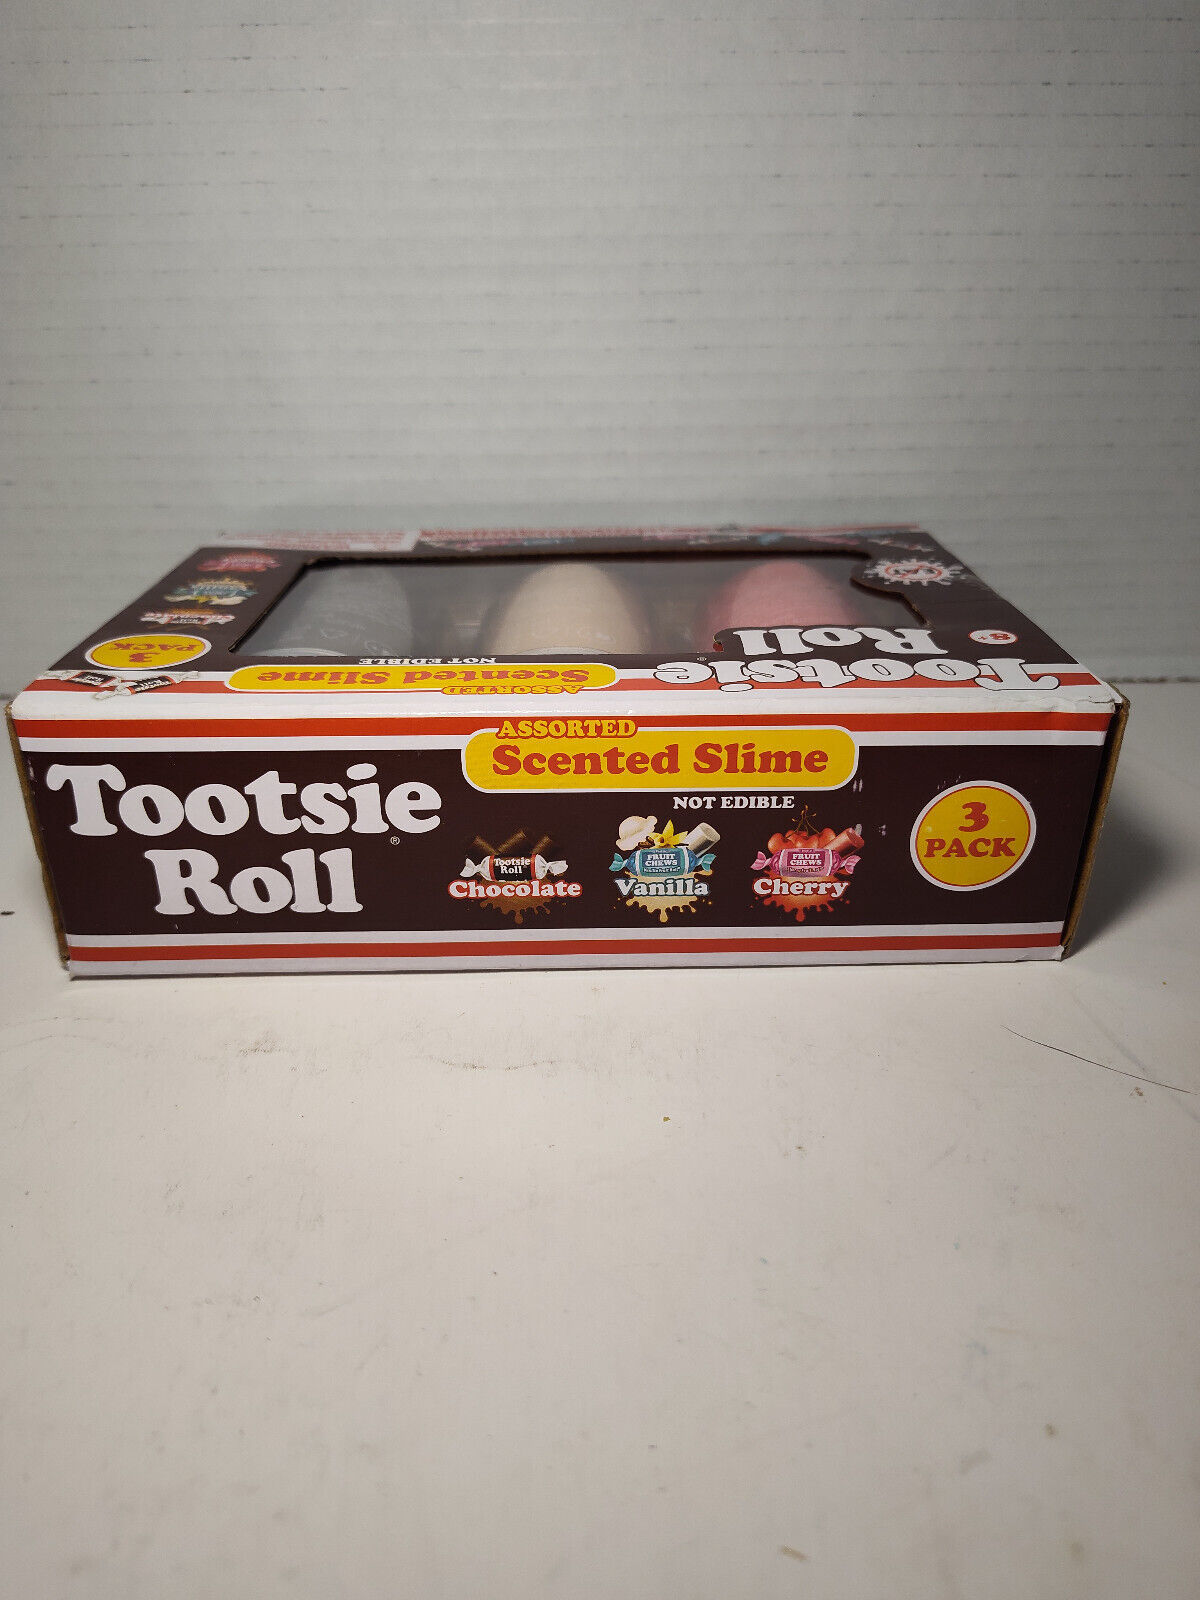 3
PACK
NOT EDIBLE
ASSORTED
Scented Slime
Tootsie
Roll
8+
ASSORTED
Scented Slime
NOT EDIBLE
Tootsie
Roll
®
Tootsie
Roll
Chocolate
FRUIT
CHEWS
Vanilla
FRUIT
CHEWS
Cherry
3
PACK